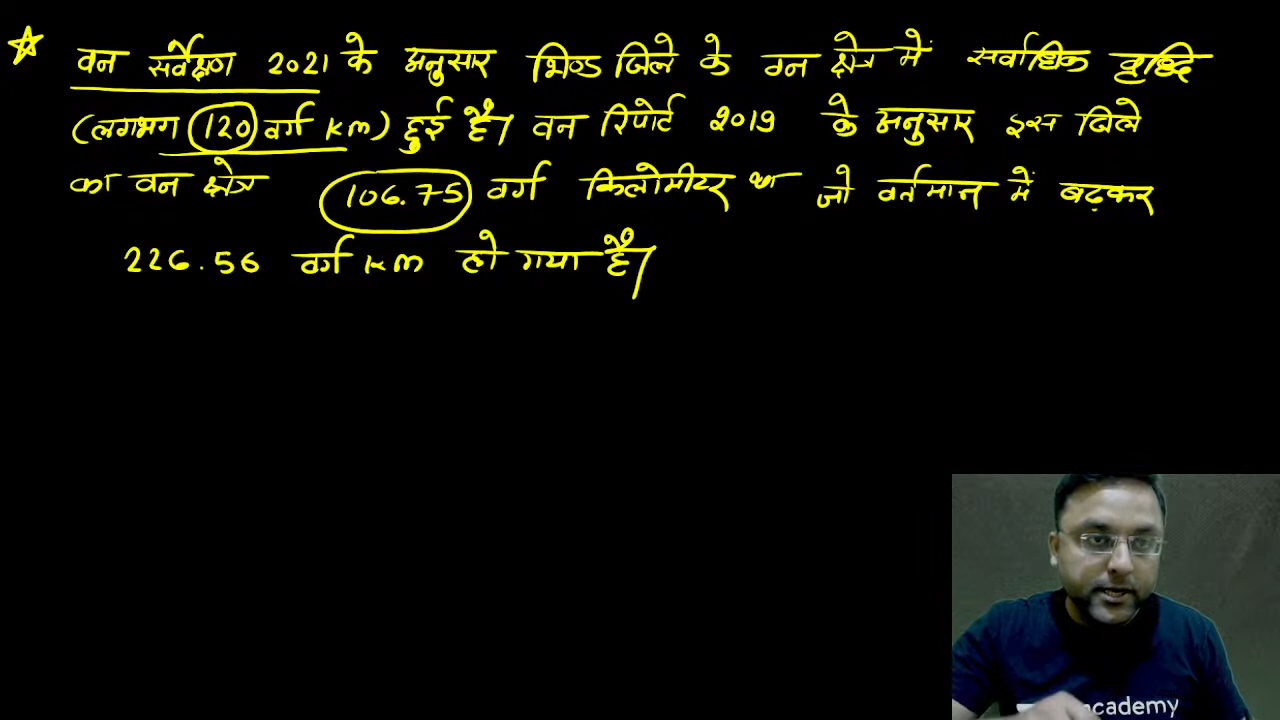 वन सर्वेक्षण 2021 के अनुसार भिण्ड जिले के वन क्षेत्र में सर्वाधिक वृद्धि
(लगभग 120 वर्ग km) हुई है। वन रिपोर्ट 2019 के अनुसार इस जिले
का वन क्षेत्र 106.75 वर्ग किलोमीटर था जो वर्तमान में बढ़कर
226.56 वर्ग km हो गया है।
academy